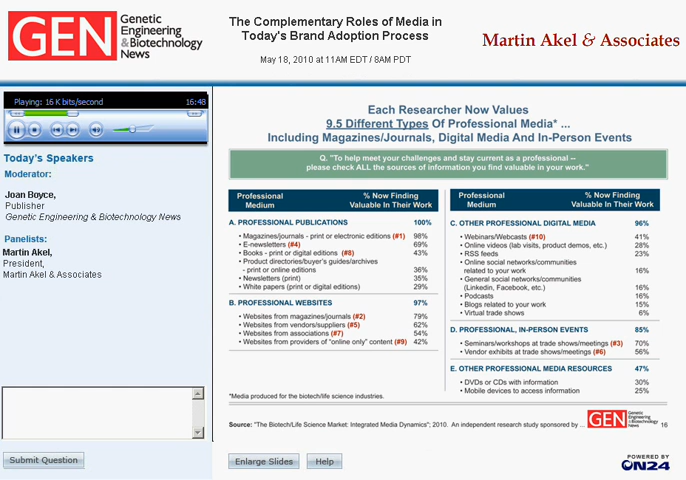 GEN Genetic
Engineering
& Biotechnology
News
The Complementary Roles of Media in
Today's Brand Adoption Process
May 18, 2010 at 11AM EDT / 8AM PDT
Martin Akel & Associates
Playing: 16 K bits/second 16:48
Today's Speakers
Moderator:
Joan Boyce,
Publisher
Genetic Engineering & Biotechnology News
Panelists:
Martin Akel,
President,
Martin Akel & Associates
Submit Question
Each Researcher Now Values
9.5 Different Types Of Professional Media* ...
Including Magazines/Journals, Digital Media And In-Person Events
Q. "To help meet your challenges and stay current as a professional –
please check ALL the sources of information you find valuable in your work."
Professional % Now Finding
Medium Valuable In Their Work
A. PROFESSIONAL PUBLICATIONS 100%
• Magazines/journals - print or electronic editions (#1) 98%
• E-newsletters (#4) 69%
• Books - print or digital editions (#8) 43%
• Product directories/buyer's guides/archives
- print or online editions 36%
• Newsletters (print) 35%
• White papers (print or digital editions) 29%
B. PROFESSIONAL WEBSITES 97%
• Websites from magazines/journals (#2) 79%
• Websites from vendors/suppliers (#5) 62%
• Websites from associations (#7) 54%
• Websites from providers of "online only" content (#9) 42%
Professional % Now Finding
Medium Valuable In Their Work
C. OTHER PROFESSIONAL DIGITAL MEDIA 96%
• Webinars/Webcasts (#10) 41%
• Online videos (lab visits, product demos, etc.) 28%
• RSS feeds 23%
• Online social networks/communities
related to your work 16%
• General social networks/communities
(Linkedin, Facebook, etc.) 16%
• Podcasts 16%
• Blogs related to your work 15%
• Virtual trade shows 6%
D. PROFESSIONAL, IN-PERSON EVENTS 85%
• Seminars/workshops at trade shows/meetings (#3) 70%
• Vendor exhibits at trade shows/meetings (#6) 56%
E. OTHER PROFESSIONAL MEDIA RESOURCES 47%
• DVDs or CDs with information 30%
• Mobile devices to access information 25%
*Media produced for the biotech/life science industries.
Source: "The Biotech/Life Science Market: Integrated Media Dynamics"; 2010. An independent research study sponsored by ...
GEN Genetic
Engineering
& Biotechnology
News
16
Enlarge Slides
Help
POWERED BY
ON24